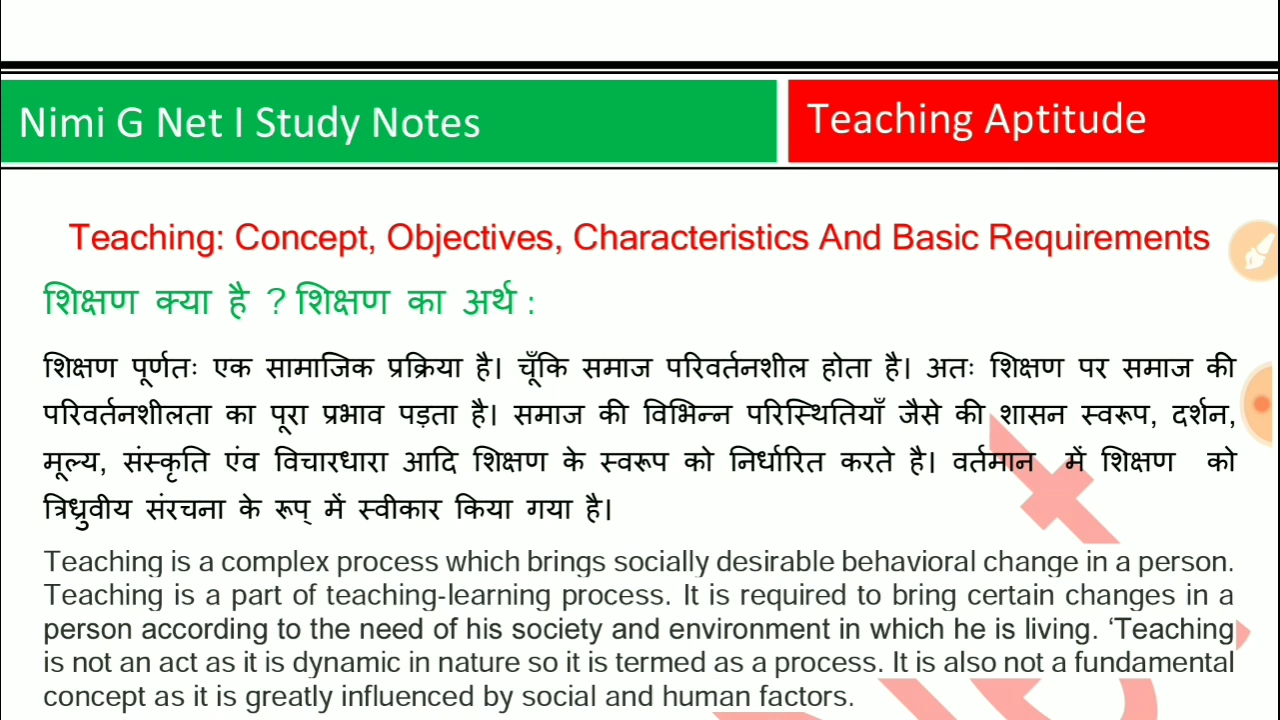 Nimi G Net I Study Notes
Teaching Aptitude
Teaching: Concept, Objectives, Characteristics And Basic Requirements
शिक्षण क्या है ? शिक्षण का अर्थ :
शिक्षण पूर्णतः एक सामाजिक प्रक्रिया है। चूँकि समाज परिवर्तनशील होता है। अतः शिक्षण पर समाज की
परिवर्तनशीलता का पूरा प्रभाव पड़ता है। समाज की विभिन्न परिस्थितियाँ जैसे की शासन स्वरूप, दर्शन,
मूल्य, संस्कृति एंव विचारधारा आदि शिक्षण के स्वरूप को निर्धारित करते है। वर्तमान में शिक्षण को
त्रिध्रुवीय संरचना के रूप् में स्वीकार किया गया है।
Teaching is a complex process which brings socially desirable behavioral change in a person.
Teaching is a part of teaching-learning process. It is required to bring certain changes in a
person according to the need of his society and environment in which he is living. ‘Teaching
is not an act as it is dynamic in nature so it is termed as a process. It is also not a fundamental
concept as it is greatly influenced by social and human factors.